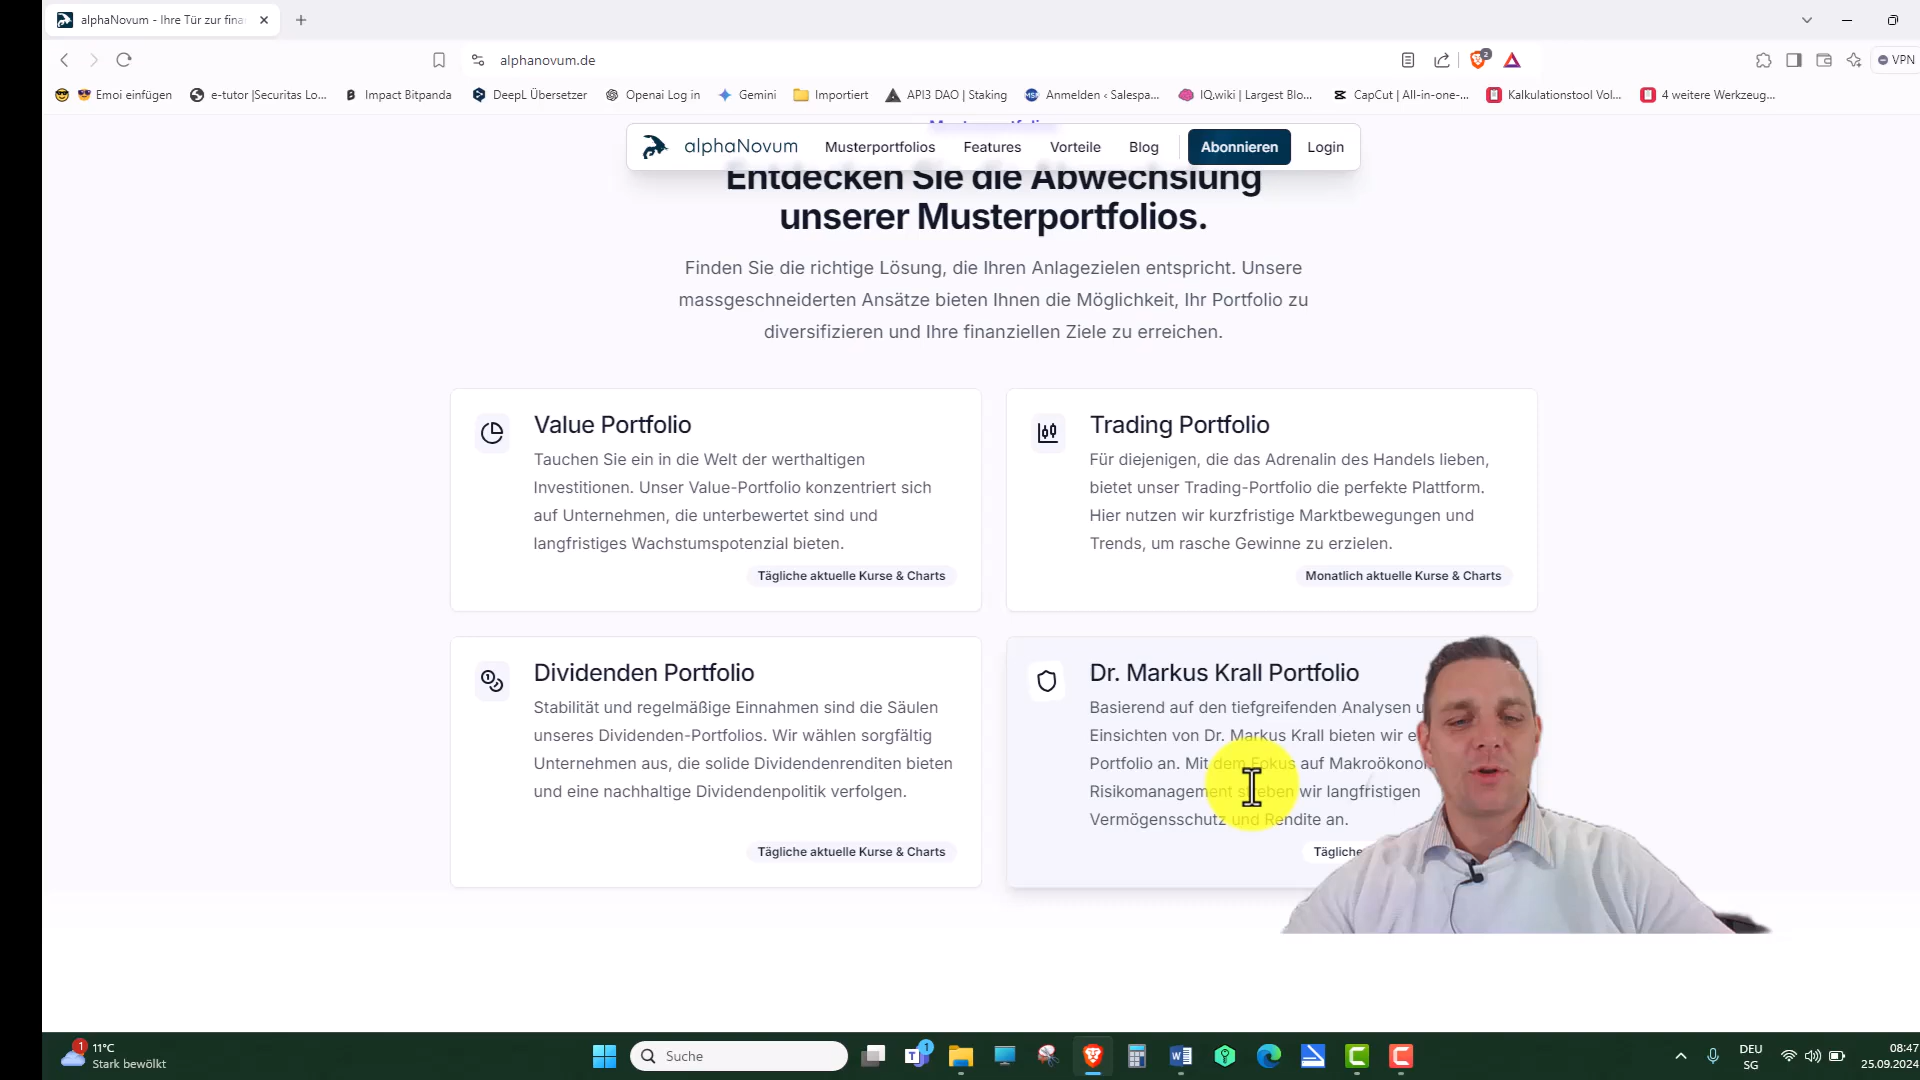 alphaNovum - Ihre Tür zur fina
alphanovum.de
2
VPN
Emoi einfügen
e-tutor |Securitas Lo...
Impact Bitpanda
DeepL Übersetzer
Openai Log in
Gemini
Importiert
API3 DAO | Staking
Anmelden ‹ Salespa...
IQ.wiki | Largest Blo...
CapCut | All-in-one-...
Kalkulationstool Vol...
4 weitere Werkzeug...
alphaNovum
Musterportfolios
Features
Vorteile
Blog
Abonnieren
Login
Entdecken Sie die Abwechslung
unserer Musterportfolios.
Finden Sie die richtige Lösung, die Ihren Anlagezielen entspricht. Unsere
massgeschneiderten Ansätze bieten Ihnen die Möglichkeit, Ihr Portfolio zu
diversifizieren und Ihre finanziellen Ziele zu erreichen.
Value Portfolio
Tauchen Sie ein in die Welt der werthaltigen
Investitionen. Unser Value-Portfolio konzentriert sich
auf Unternehmen, die unterbewertet sind und
langfristiges Wachstumspotenzial bieten.
Tägliche aktuelle Kurse & Charts
Trading Portfolio
Für diejenigen, die das Adrenalin des Handels lieben,
bietet unser Trading-Portfolio die perfekte Plattform.
Hier nutzen wir kurzfristige Marktbewegungen und
Trends, um rasche Gewinne zu erzielen.
Monatlich aktuelle Kurse & Charts
Dividenden Portfolio
Stabilität und regelmäßige Einnahmen sind die Säulen
unseres Dividenden-Portfolios. Wir wählen sorgfältig
Unternehmen aus, die solide Dividendenrenditen bieten
und eine nachhaltige Dividendenpolitik verfolgen.
Tägliche aktuelle Kurse & Charts
Dr. Markus Krall Portfolio
Basierend auf den tiefgreifenden Analysen
Einsichten von Dr. Markus Krall bieten wir
Portfolio an. Mit dem Fokus auf
Risikomanagement streben wir langfristigen
Vermögensschutz und Rendite an.
Tägliche
1
11°C
Stark bewölkt
Suche
1
DEU
SG
08:47
25.09.2024